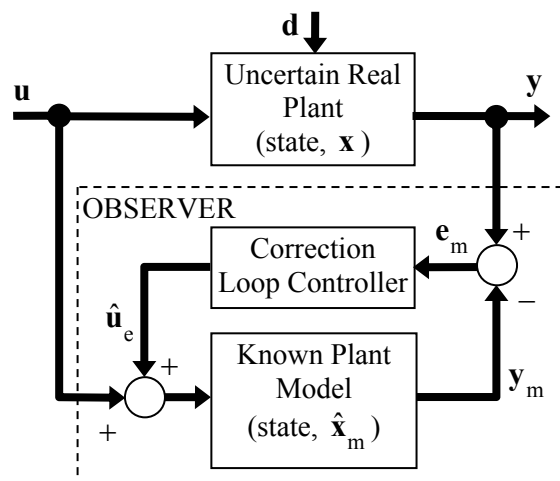 d
u
Uncertain Real
Plant
(state, x)
y
OBSERVER
+
e_m
Correction
Loop Controller
−
û_e
+
Known Plant
Model
(state, x̂_m)
y_m
+